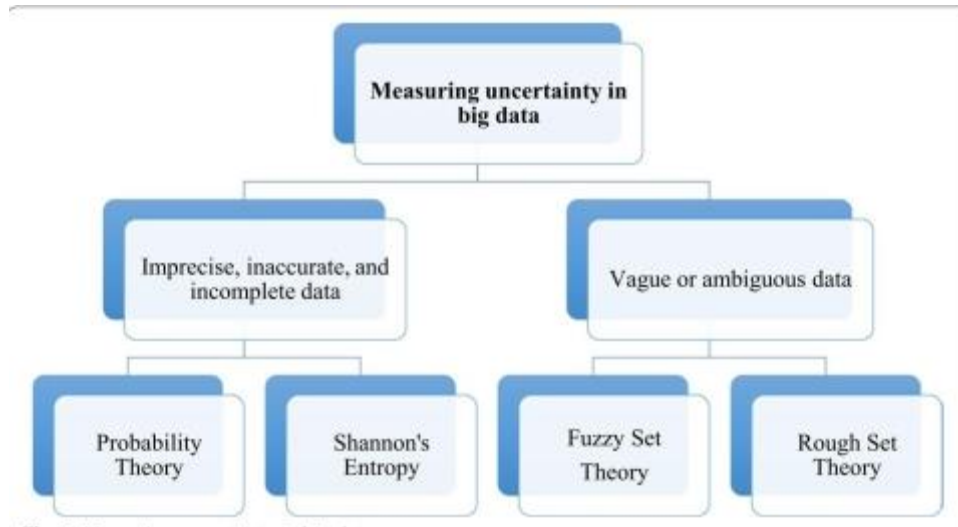 Measuring uncertainty in
big data
Imprecise, inaccurate, and
incomplete data
Vague or ambiguous data
Probability
Theory
Shannon's
Entropy
Fuzzy Set
Theory
Rough Set
Theory